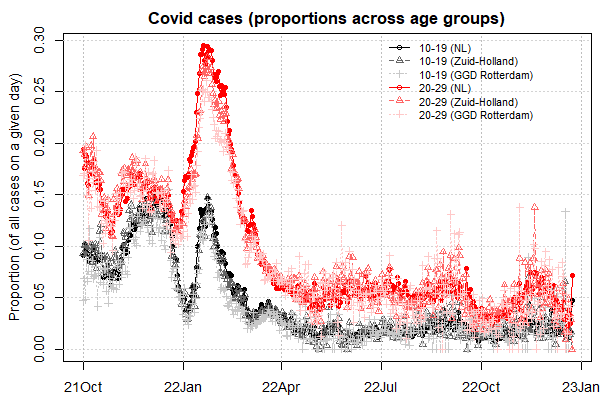 Covid cases (proportions across age groups)
Proportion (of all cases on a given day)
0.30
0.25
0.20
0.15
0.10
0.05
0.00
10-19 (NL)
10-19 (Zuid-Holland)
10-19 (GGD Rotterdam)
20-29 (NL)
20-29 (Zuid-Holland)
20-29 (GGD Rotterdam)
21Oct 22Jan 22Apr 22Jul 22Oct 23Jan